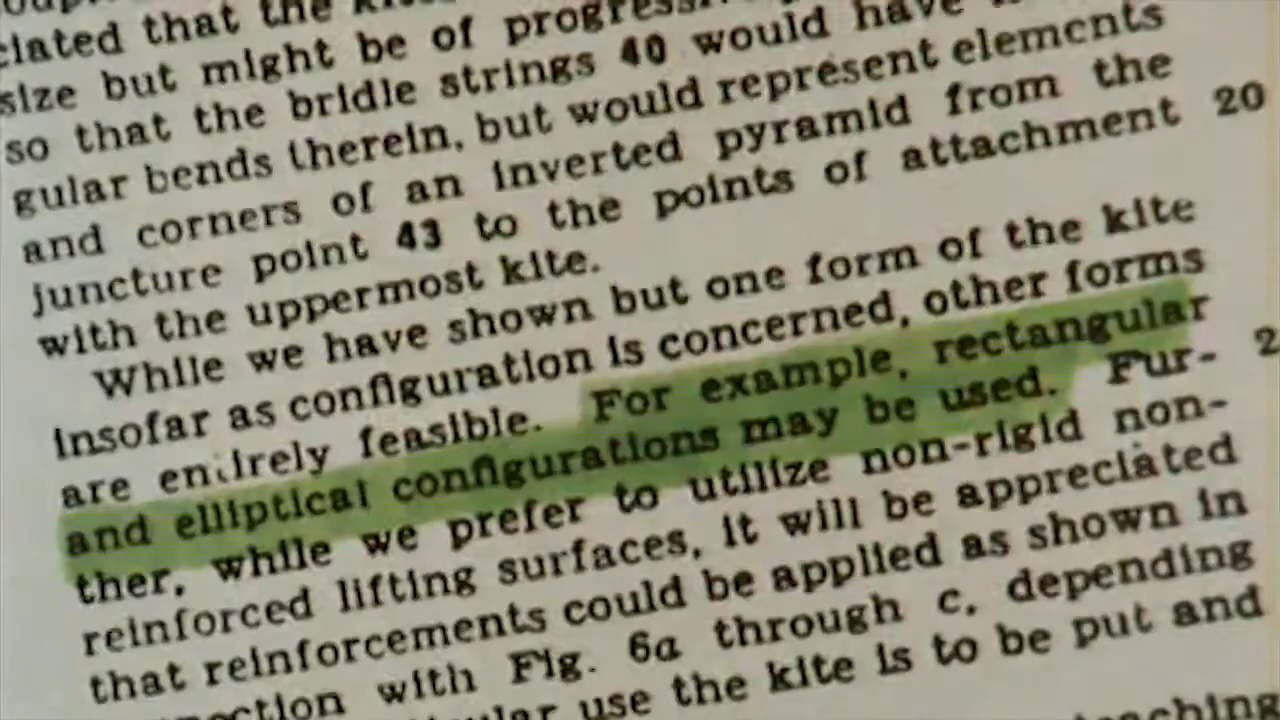 ciated that the
size but might be of
so that the bridle strings 40 would have
gular bends therein, but would represent elements
and corners of an inverted pyramid from the
juncture point 43 to the points of attachment 20
with the uppermost kite.
While we have shown but one form of the kite
insofar as configuration is concerned, other forms
are entirely feasible. For example, rectangular
and elliptical configurations may be used. Fur-
ther, while we prefer to utilize non-rigid non-
reinforced lifting surfaces, it will be appreciated
that reinforcements could be applied as shown in
with Fig. 6a through c, depending
use the kite is to be put and